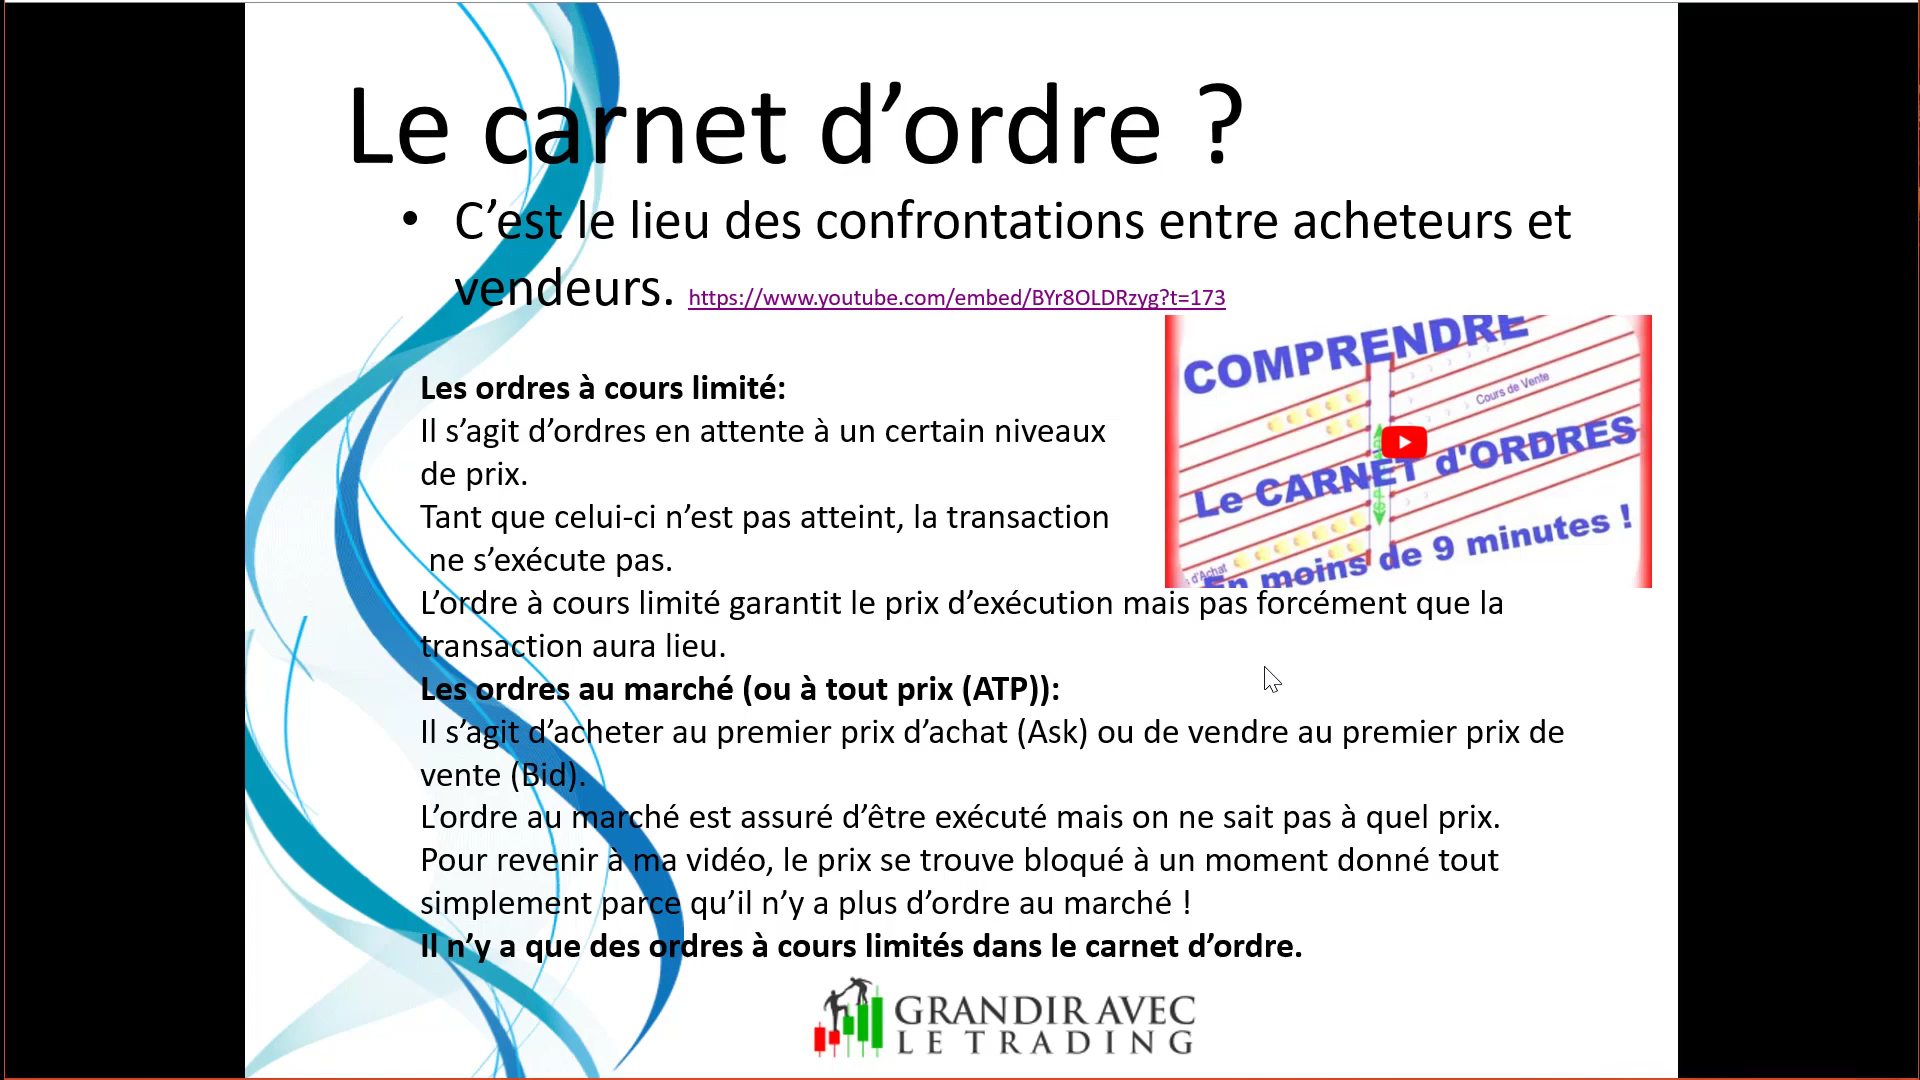 Le carnet d’ordre ?
• C’est le lieu des confrontations entre acheteurs et
vendeurs. https://www.youtube.com/embed/BYr8OLDRzyg?t=173
COMPRENDRE
Cours de Vente
Le CARNET d'ORDRES
SPREAD
d'Achat
En moins de 9 minutes !
Les ordres à cours limité:
Il s’agit d’ordres en attente à un certain niveaux
de prix.
Tant que celui-ci n’est pas atteint, la transaction
ne s’exécute pas.
L’ordre à cours limité garantit le prix d’exécution mais pas forcément que la
transaction aura lieu.
Les ordres au marché (ou à tout prix (ATP)):
Il s’agit d’acheter au premier prix d’achat (Ask) ou de vendre au premier prix de
vente (Bid).
L’ordre au marché est assuré d’être exécuté mais on ne sait pas à quel prix.
Pour revenir à ma vidéo, le prix se trouve bloqué à un moment donné tout
simplement parce qu’il n’y a plus d’ordre au marché !
Il n’y a que des ordres à cours limités dans le carnet d’ordre.
GRANDIR AVEC
LE TRADING